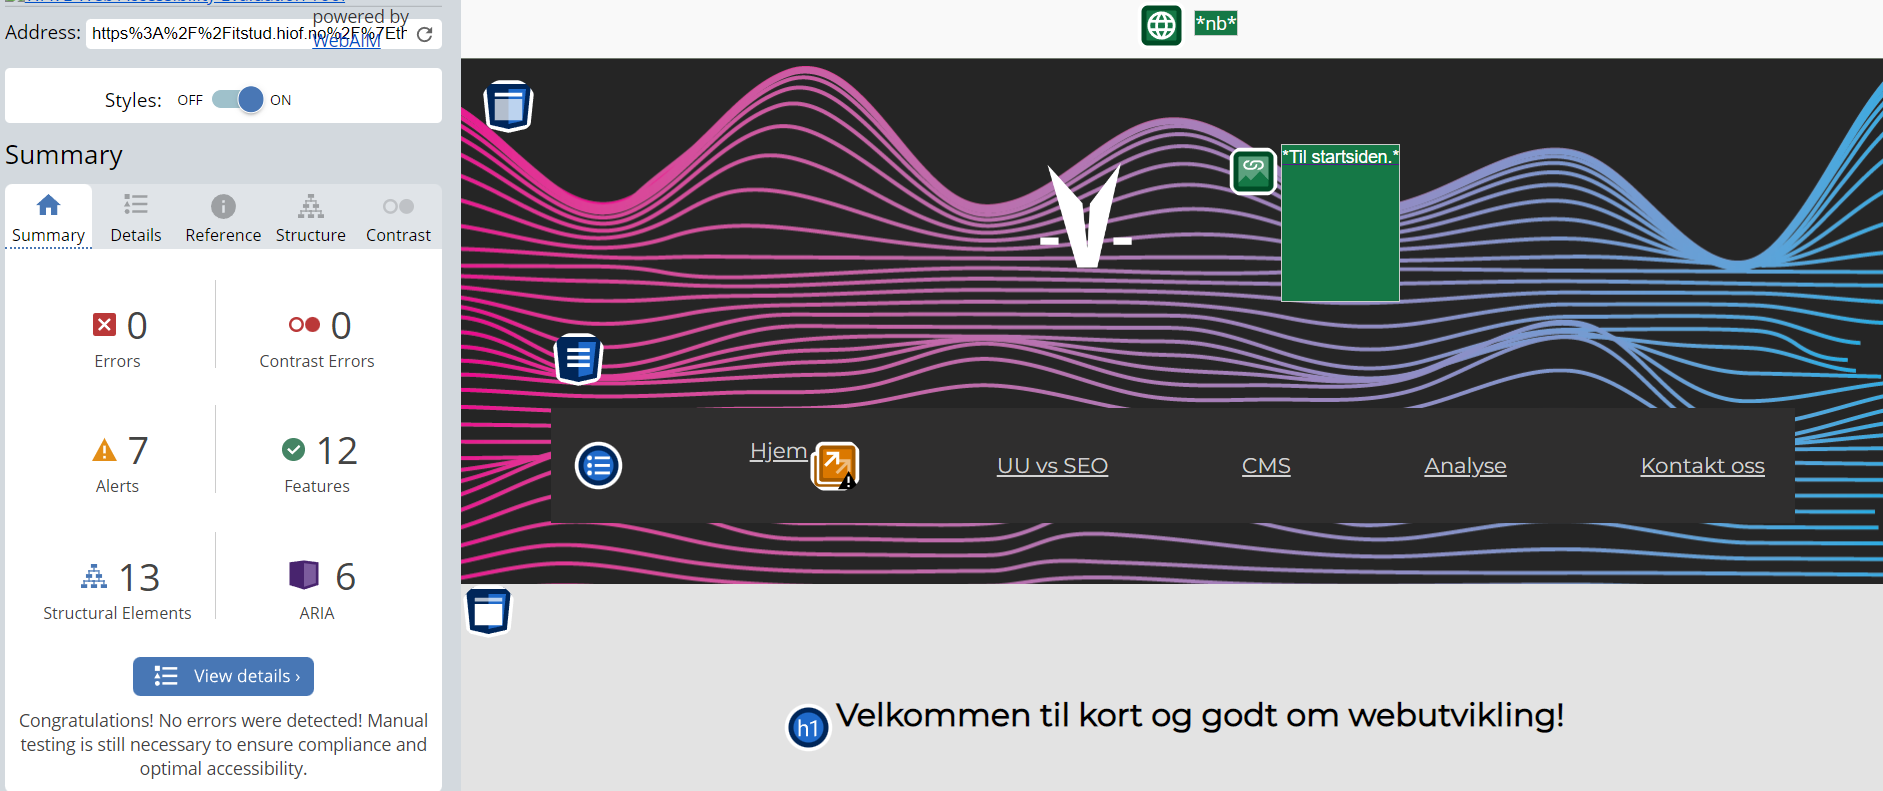 powered by
WebAIM
Address: https%3A%2F%2Fitstud.hiof.no%2F%7Eth
Styles: OFF ON
Summary
Summary Details Reference Structure Contrast
0 0
Errors Contrast Errors
7 12
Alerts Features
13 6
Structural Elements ARIA
View details ›
Congratulations! No errors were detected! Manual
testing is still necessary to ensure compliance and
optimal accessibility.
*nb*
*Til startsiden.*
-V-
Hjem UU vs SEO CMS Analyse Kontakt oss
h1 Velkommen til kort og godt om webutvikling!